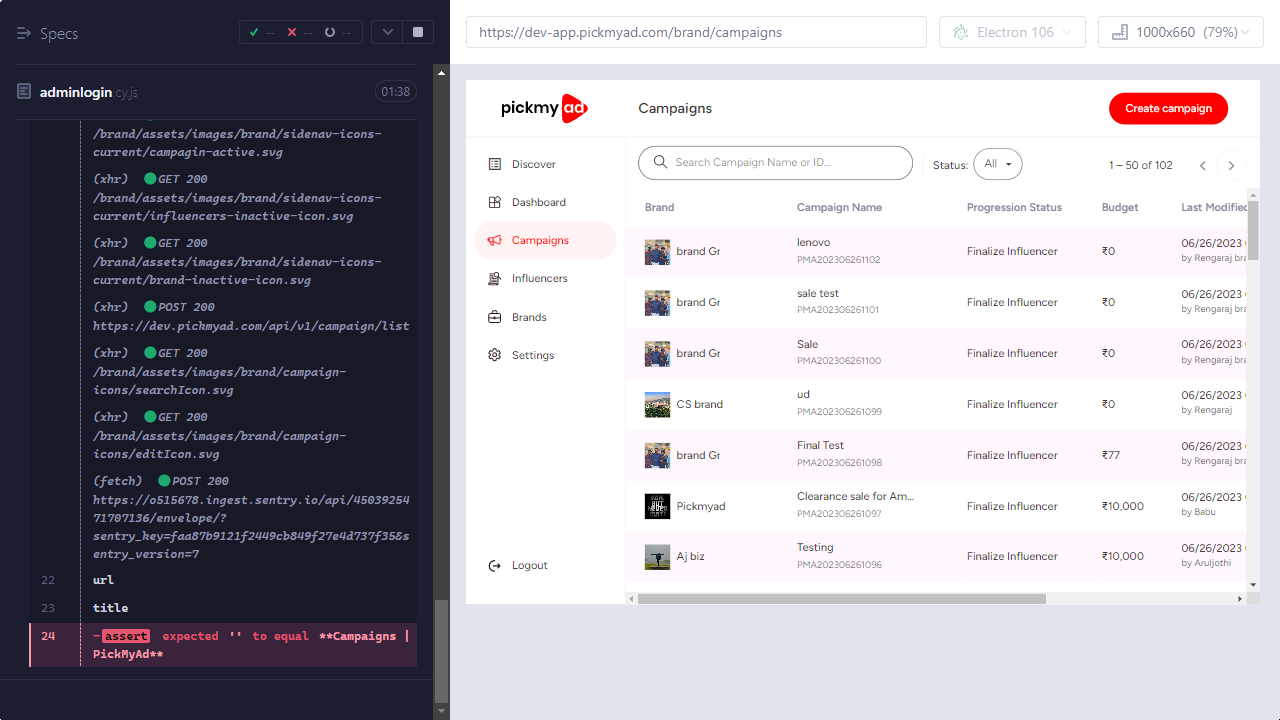 Specs
-- -- --
adminlogin.cy.js
01:38
/brand/assets/images/brand/sidenav-icons-
current/campagin-active.svg
(xhr) GET 200
/brand/assets/images/brand/sidenav-icons-
current/influencers-inactive-icon.svg
(xhr) GET 200
/brand/assets/images/brand/sidenav-icons-
current/brand-inactive-icon.svg
(xhr) POST 200
https://dev.pickmyad.com/api/v1/campaign/list
(xhr) GET 200
/brand/assets/images/brand/campaign-
icons/searchIcon.svg
(xhr) GET 200
/brand/assets/images/brand/campaign-
icons/editIcon.svg
(fetch) POST 200
https://o515678.ingest.sentry.io/api/45039254
71707136/envelope/?
sentry_key=faa87b9121f2449cb849f27e4d737f35&s
entry_version=7
22 url
23 title
24 -assert expected '' to equal **Campaigns |
PickMyAd**
https://dev-app.pickmyad.com/brand/campaigns
Electron 106
1000x660 (79%)
pickmy ad
Campaigns
Create campaign
Discover
Dashboard
Campaigns
Influencers
Brands
Settings
Logout
Search Campaign Name or ID...
Status: All
1 – 50 of 102
Brand Campaign Name Progression Status Budget Last Modified
brand Gr lenovo Finalize Influencer ₹0 06/26/2023
PMA202306261102 by Rengaraj bra
brand Gr sale test Finalize Influencer ₹0 06/26/2023
PMA202306261101 by Rengaraj bra
brand Gr Sale Finalize Influencer ₹0 06/26/2023
PMA202306261100 by Rengaraj bra
CS brand ud Finalize Influencer ₹0 06/26/2023
PMA202306261099 by Rengaraj
brand Gr Final Test Finalize Influencer ₹77 06/26/2023
PMA202306261098 by Rengaraj bra
Pickmyad Clearance sale for Am... Finalize Influencer ₹10,000 06/26/2023
PMA202306261097 by Babu
Aj biz Testing Finalize Influencer ₹10,000 06/26/2023
PMA202306261096 by Aruljothi